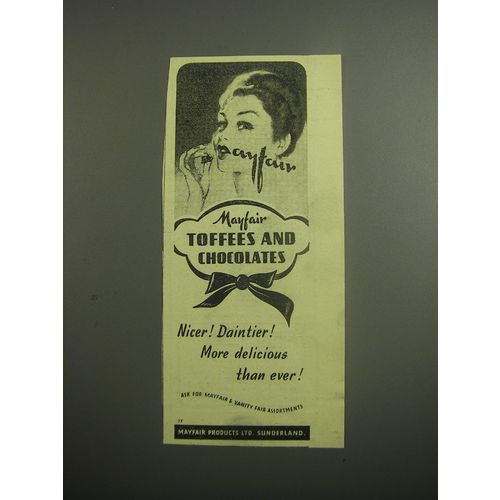 Mayfair
Mayfair
TOFFEES AND
CHOCOLATES
Nicer! Daintier!
More delicious
than ever!
ASK FOR MAYFAIR & VANITY FAIR ASSORTMENTS
MAYFAIR PRODUCTS LTD. SUNDERLAND.